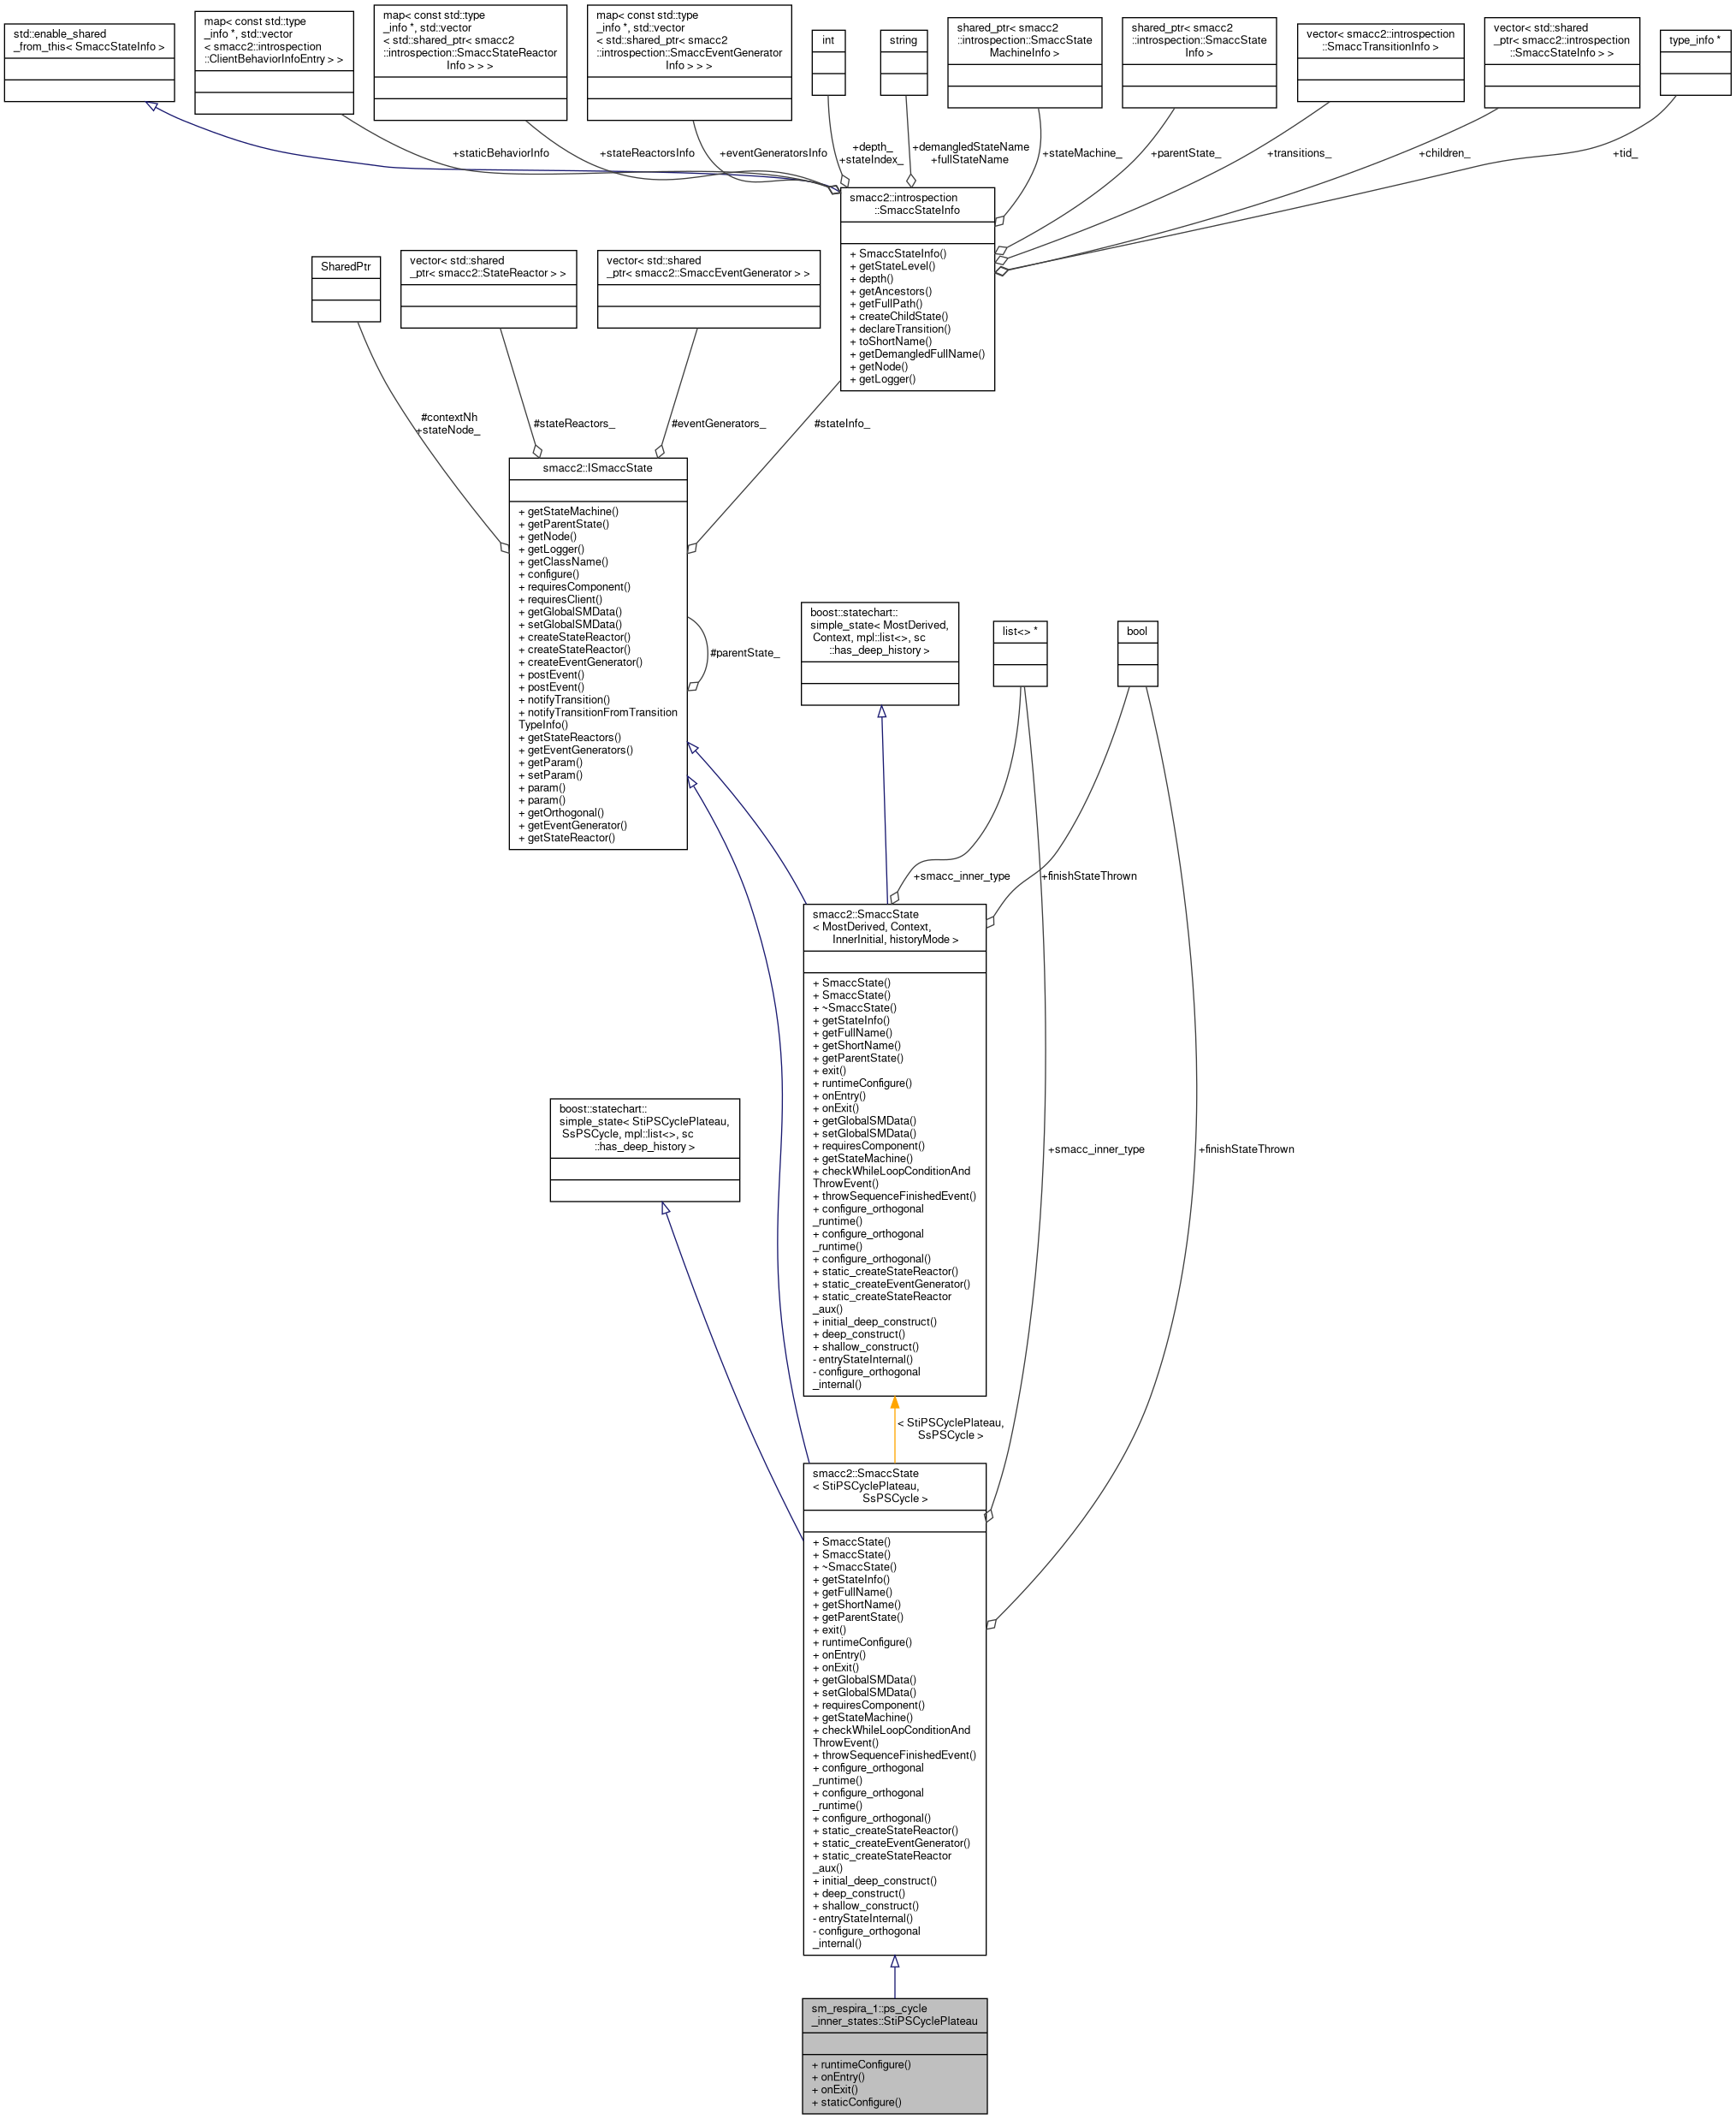 std::enable_shared
_from_this< SmaccStateInfo >
map< const std::type
_info *, std::vector
< smacc2::introspection
::ClientBehaviorInfoEntry > >
map< const std::type
_info *, std::vector
< std::shared_ptr< smacc2
::introspection::SmaccStateReactor
Info > > >
map< const std::type
_info *, std::vector
< std::shared_ptr< smacc2
::introspection::SmaccEventGenerator
Info > > >
int
string
shared_ptr< smacc2
::introspection::SmaccState
MachineInfo >
shared_ptr< smacc2
::introspection::SmaccState
Info >
vector< smacc2::introspection
::SmaccTransitionInfo >
vector< std::shared
_ptr< smacc2::introspection
::SmaccStateInfo > >
type_info *
+staticBehaviorInfo
+stateReactorsInfo
+eventGeneratorsInfo
+depth_
+stateIndex_
+demangledStateName
+fullStateName
+stateMachine_
+parentState_
+transitions_
+children_
+tid_
smacc2::introspection
::SmaccStateInfo
+ SmaccStateInfo()
+ getStateLevel()
+ depth()
+ getAncestors()
+ getFullPath()
+ createChildState()
+ declareTransition()
+ toShortName()
+ getDemangledFullName()
+ getNode()
+ getLogger()
SharedPtr
vector< std::shared
_ptr< smacc2::StateReactor > >
vector< std::shared
_ptr< smacc2::SmaccEventGenerator > >
#contextNh
+stateNode_
#stateReactors_
#eventGenerators_
#stateInfo_
smacc2::ISmaccState
+ getStateMachine()
+ getParentState()
+ getNode()
+ getLogger()
+ getClassName()
+ configure()
+ requiresComponent()
+ requiresClient()
+ getGlobalSMData()
+ setGlobalSMData()
+ createStateReactor()
+ createStateReactor()
+ createEventGenerator()
+ postEvent()
+ postEvent()
+ notifyTransition()
+ notifyTransitionFromTransition
TypeInfo()
+ getStateReactors()
+ getEventGenerators()
+ getParam()
+ setParam()
+ param()
+ param()
+ getOrthogonal()
+ getEventGenerator()
+ getStateReactor()
#parentState_
boost::statechart::
simple_state< MostDerived,
Context, mpl::list<>, sc
::has_deep_history >
list<> *
bool
+smacc_inner_type
+finishStateThrown
smacc2::SmaccState
< MostDerived, Context,
InnerInitial, historyMode >
+ SmaccState()
+ SmaccState()
+ ~SmaccState()
+ getStateInfo()
+ getFullName()
+ getShortName()
+ getParentState()
+ exit()
+ runtimeConfigure()
+ onEntry()
+ onExit()
+ getGlobalSMData()
+ setGlobalSMData()
+ requiresComponent()
+ getStateMachine()
+ checkWhileLoopConditionAnd
ThrowEvent()
+ throwSequenceFinishedEvent()
+ configure_orthogonal
_runtime()
+ configure_orthogonal
_runtime()
+ configure_orthogonal()
+ static_createStateReactor()
+ static_createEventGenerator()
+ static_createStateReactor
_aux()
+ initial_deep_construct()
+ deep_construct()
+ shallow_construct()
- entryStateInternal()
- configure_orthogonal
_internal()
boost::statechart::
simple_state< StiPSCyclePlateau,
SsPSCycle, mpl::list<>, sc
::has_deep_history >
+smacc_inner_type
+finishStateThrown
< StiPSCyclePlateau,
SsPSCycle >
smacc2::SmaccState
< StiPSCyclePlateau,
SsPSCycle >
+ SmaccState()
+ SmaccState()
+ ~SmaccState()
+ getStateInfo()
+ getFullName()
+ getShortName()
+ getParentState()
+ exit()
+ runtimeConfigure()
+ onEntry()
+ onExit()
+ getGlobalSMData()
+ setGlobalSMData()
+ requiresComponent()
+ getStateMachine()
+ checkWhileLoopConditionAnd
ThrowEvent()
+ throwSequenceFinishedEvent()
+ configure_orthogonal
_runtime()
+ configure_orthogonal
_runtime()
+ configure_orthogonal()
+ static_createStateReactor()
+ static_createEventGenerator()
+ static_createStateReactor
_aux()
+ initial_deep_construct()
+ deep_construct()
+ shallow_construct()
- entryStateInternal()
- configure_orthogonal
_internal()
sm_respira_1::ps_cycle
_inner_states::StiPSCyclePlateau
+ runtimeConfigure()
+ onEntry()
+ onExit()
+ staticConfigure()